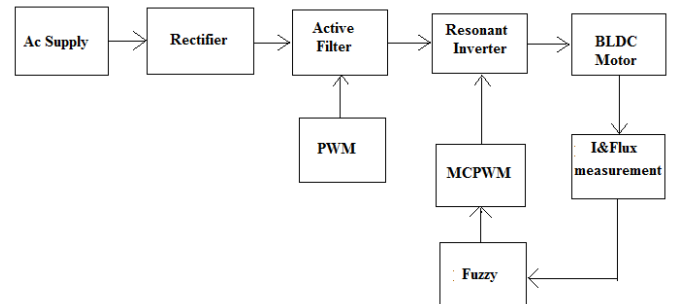 Ac Supply
Rectifier
Active
Filter
Resonant
Inverter
BLDC
Motor
PWM
MCPWM
I&Flux
measurement
Fuzzy